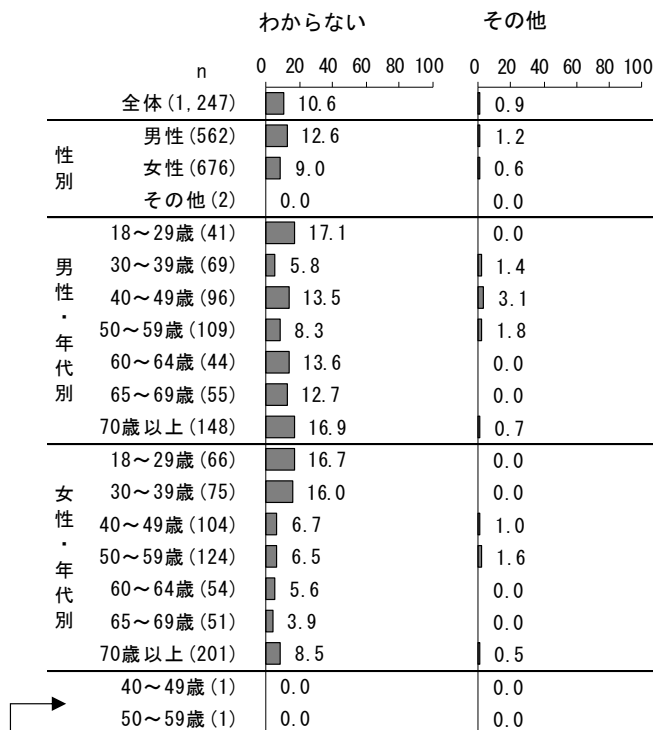 わからない その他
n 0 20 40 60 80 100 0 20 40 60 80 100
全体(1,247) 10.6 0.9
性別
男性(562) 12.6 1.2
女性(676) 9.0 0.6
その他(2) 0.0 0.0
男性・年代別
18～29歳(41) 17.1 0.0
30～39歳(69) 5.8 1.4
40～49歳(96) 13.5 3.1
50～59歳(109) 8.3 1.8
60～64歳(44) 13.6 0.0
65～69歳(55) 12.7 0.0
70歳以上(148) 16.9 0.7
女性・年代別
18～29歳(66) 16.7 0.0
30～39歳(75) 16.0 0.0
40～49歳(104) 6.7 1.0
50～59歳(124) 6.5 1.6
60～64歳(54) 5.6 0.0
65～69歳(51) 3.9 0.0
70歳以上(201) 8.5 0.5
40～49歳(1) 0.0 0.0
50～59歳(1) 0.0 0.0